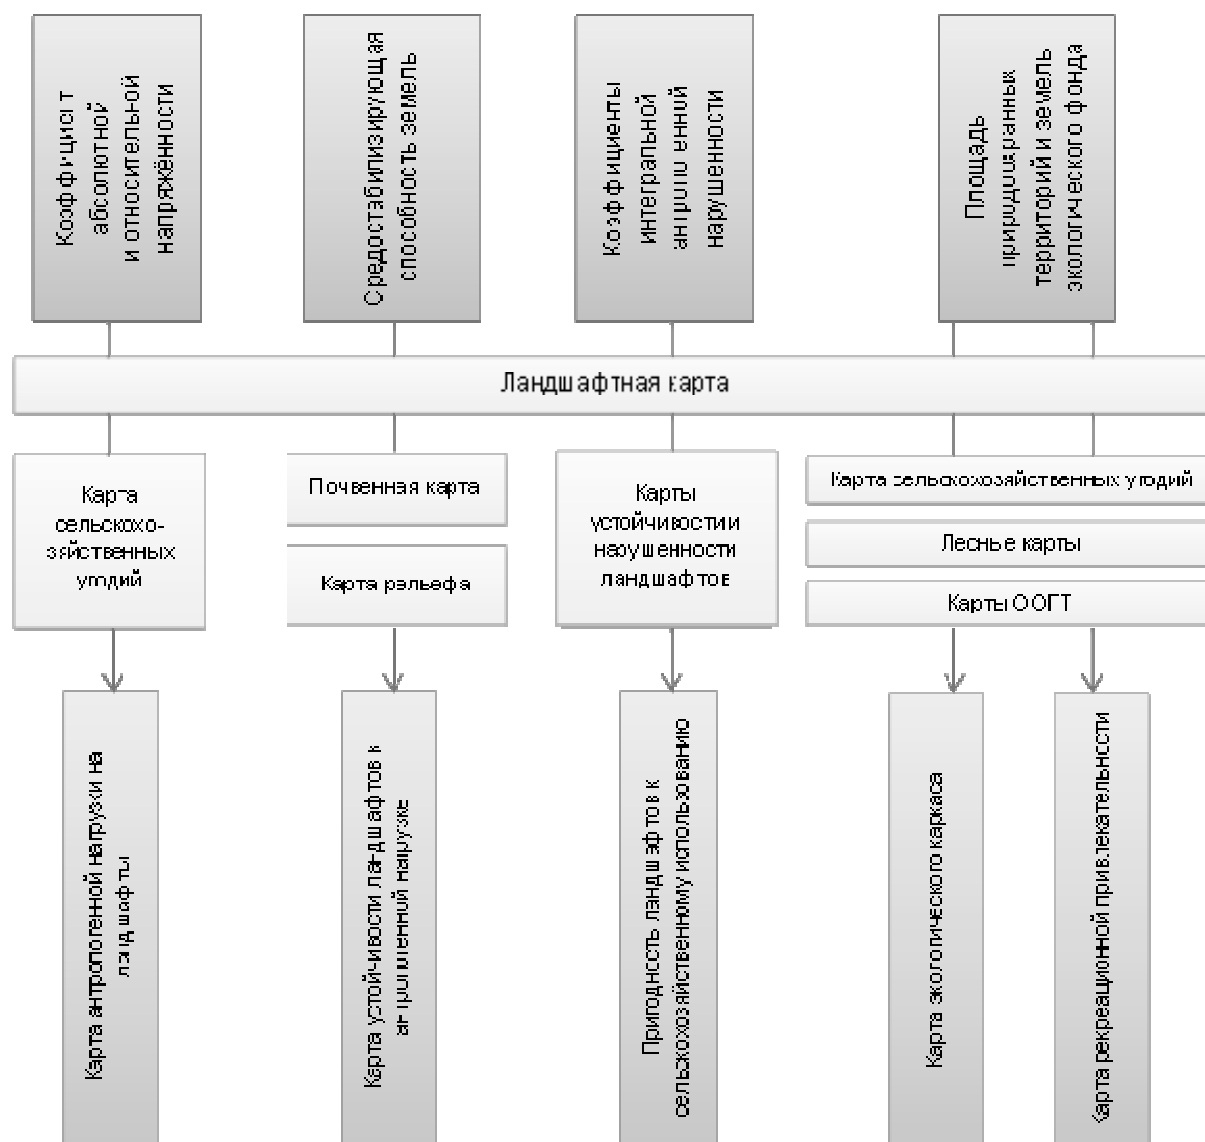 Коэффициент
абсолютной
и относительной
напряжённости
Средостабилизирующая
способность земель
Коэффициенты
интегральной
антропогенной
нарушенности
Площадь
природоохранных
территорий и земель
экологического фонда
Ландшафтная карта
Карта
сельскохо-
зяйственных
угодий
Почвенная карта
Карта рельефа
Карты
устойчивости и
нарушенности
ландшафтов
Карта сельскохозяйственных угодий
Лесные карты
Карты ООПТ
Карта антропогенной нагрузки на
ландшафты
Карта устойчивости ландшафтов к
антропогенной нагрузке
Пригодность ландшафтов к
сельскохозяйственному использованию
Карта экологического каркаса
Карта рекреационной привлекательности